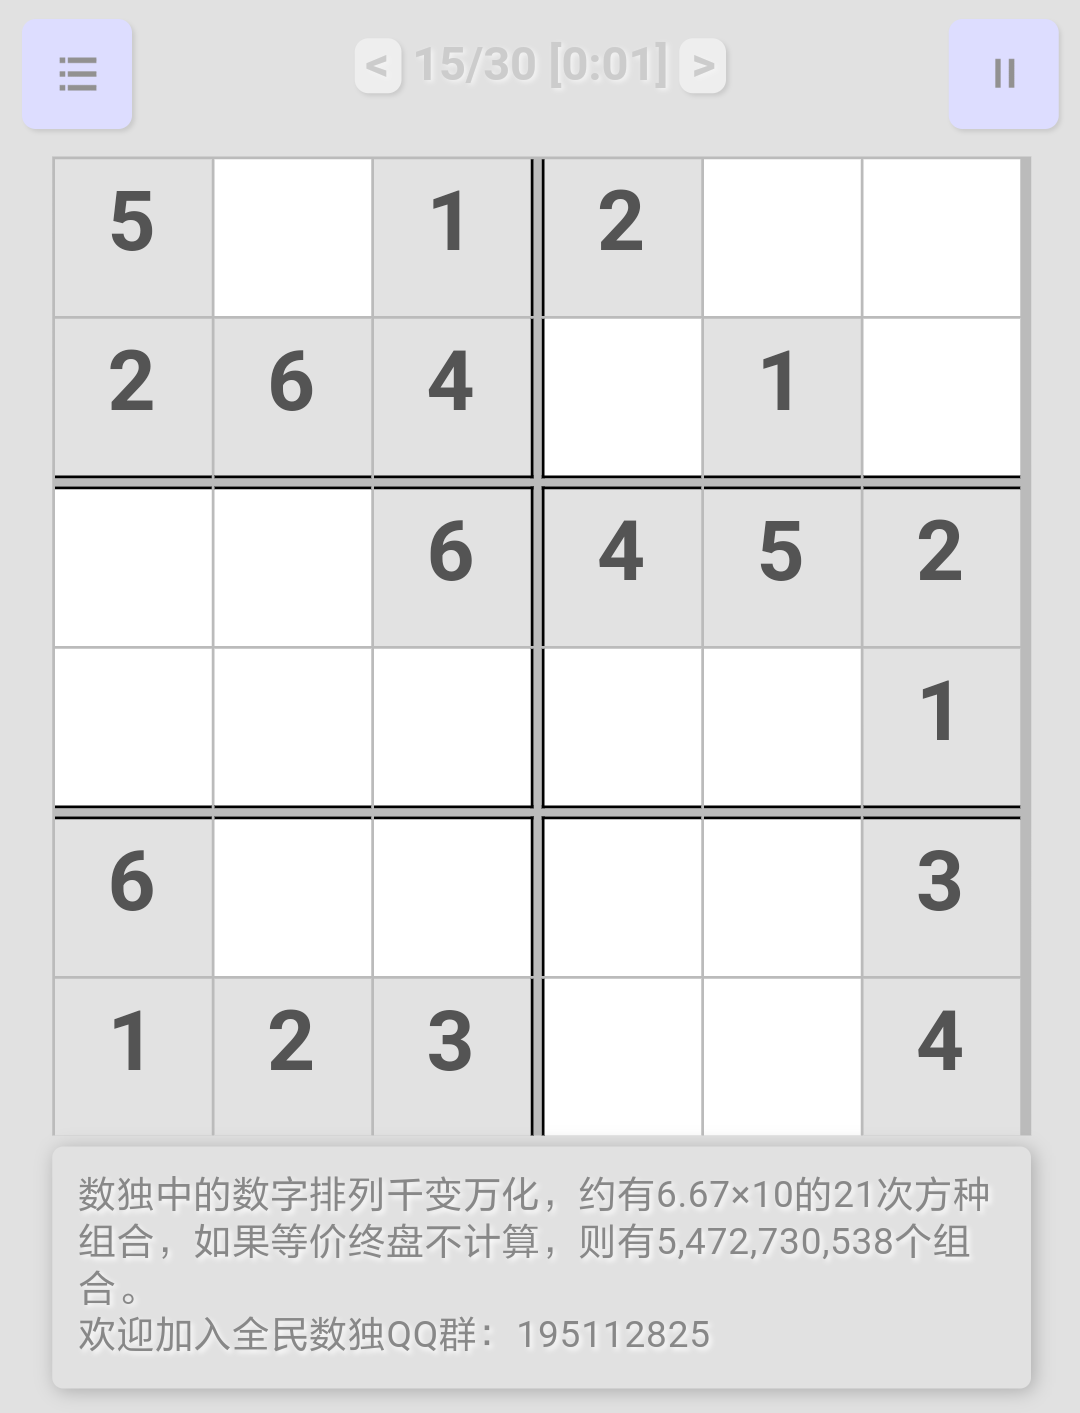 < 15/30 [0:01] >
5 1 2
2 6 4 1
6 4 5 2
1
6 3
1 2 3 4
数独中的数字排列千变万化，约有6.67×10的21次方种
组合，如果等价终盘不计算，则有5,472,730,538个组
合。
欢迎加入全民数独QQ群：195112825